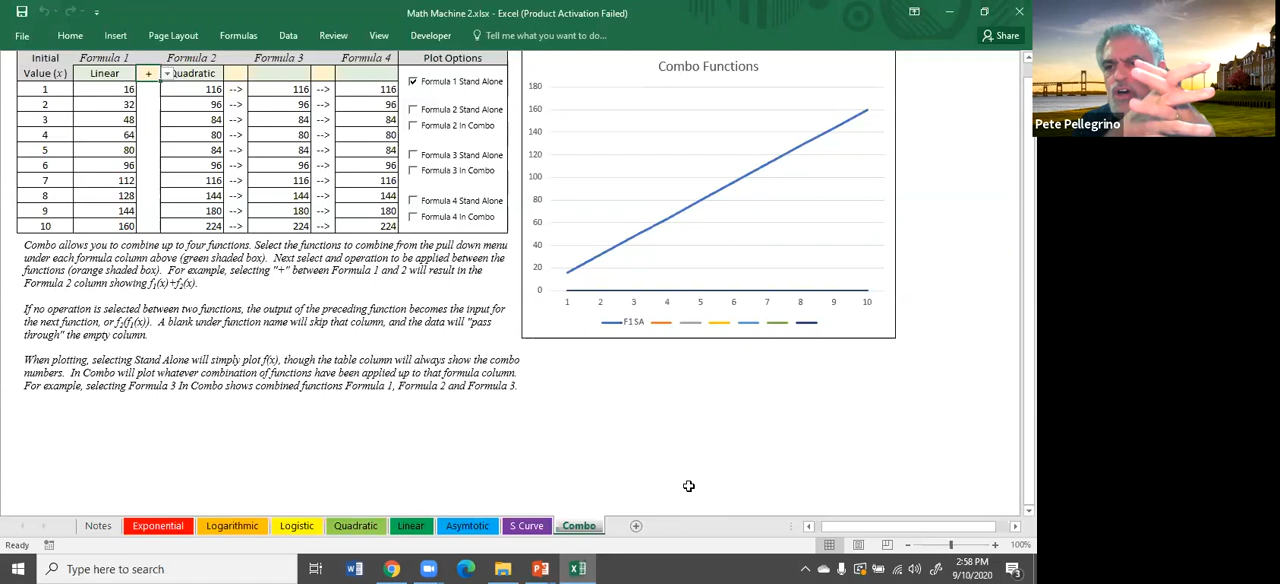 Math Machine 2.xlsx - Excel (Product Activation Failed)
File Home Insert Page Layout Formulas Data Review View Developer Tell me what you want to do... Share
Initial Formula 1 Formula 2 Formula 3 Formula 4 Plot Options
Value (x) Linear + Quadratic
1 16 116 --> 116 --> 116
2 32 96 --> 96 --> 96
3 48 84 --> 84 --> 84
4 64 80 --> 80 --> 80
5 80 84 --> 84 --> 84
6 96 96 --> 96 --> 96
7 112 116 --> 116 --> 116
8 128 144 --> 144 --> 144
9 144 180 --> 180 --> 180
10 160 224 --> 224 --> 224
Formula 1 Stand Alone
Formula 2 Stand Alone
Formula 2 In Combo
Formula 3 Stand Alone
Formula 3 In Combo
Formula 4 Stand Alone
Formula 4 In Combo
Combo allows you to combine up to four functions. Select the functions to combine from the pull down menu
under each formula column above (green shaded box). Next select and operation to be applied between the
functions (orange shaded box). For example, selecting "+" between Formula 1 and 2 will result in the
Formula 2 column showing f₁(x)+f₂(x).
If no operation is selected between two functions, the output of the preceding function becomes the input for
the next function, or f₂(f₁(x)). A blank under function name will skip that column, and the data will "pass
through" the empty column.
When plotting, selecting Stand Alone will simply plot f(x), though the table column will always show the combo
numbers. In Combo will plot whatever combination of functions have been applied up to that formula column.
For example, selecting Formula 3 In Combo shows combined functions Formula 1, Formula 2 and Formula 3.
Combo Functions
180
160
140
120
100
80
60
40
20
0
1 2 3 4 5 6 7 8 9 10
F1 SA
Pete Pellegrino
Notes Exponential Logarithmic Logistic Quadratic Linear Asymtotic S Curve Combo
Ready 100%
Type here to search
2:58 PM
9/10/2020
3